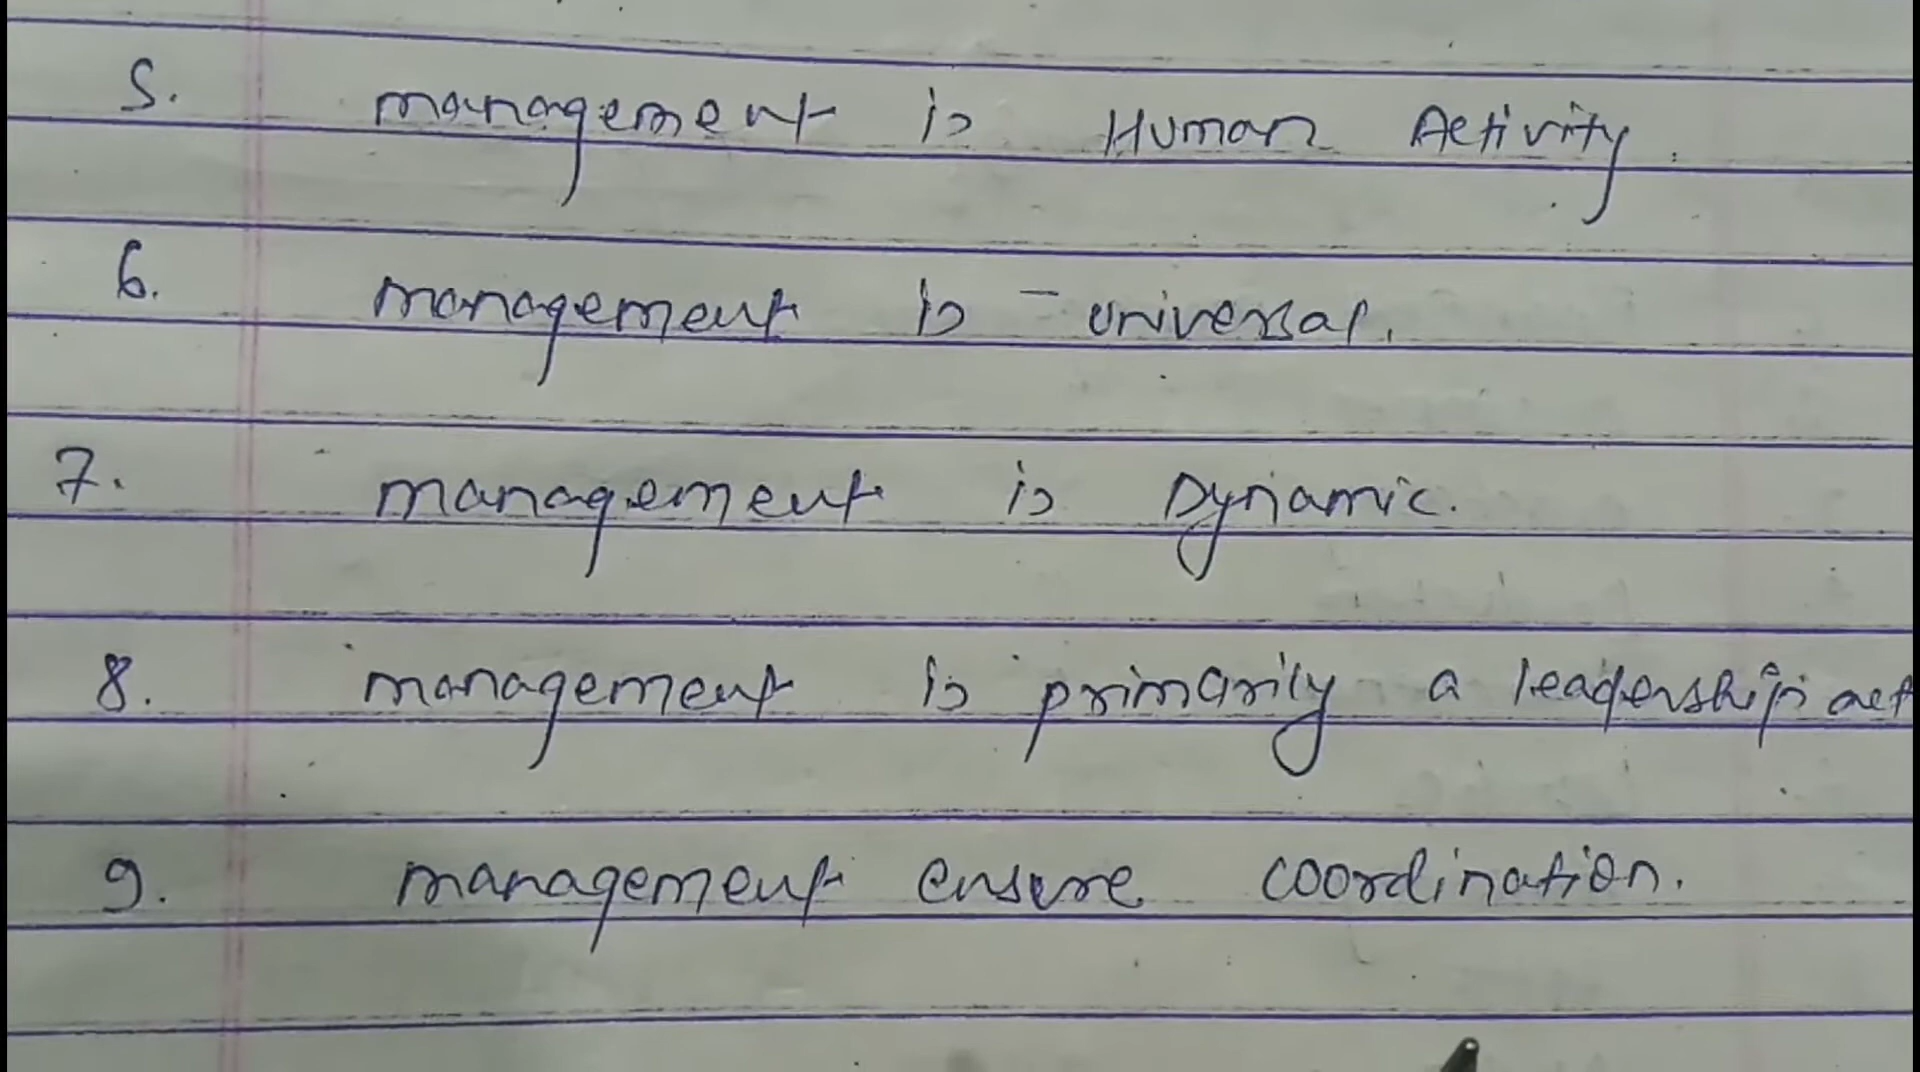 5. management is Human Activity.
6. management is universal.
7. management is Dynamic.
8. management is primarily a leadership act
9. management ensure coordination.